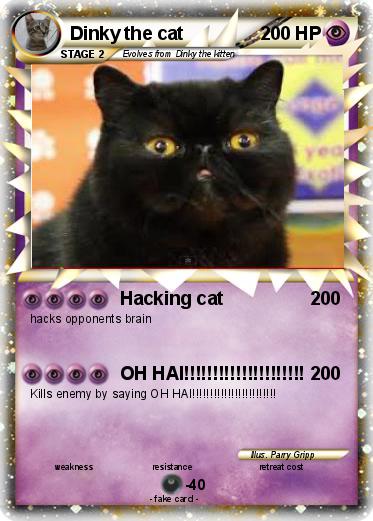 Dinky the cat 200 HP
STAGE 2 Evolves from Dinky the kitten
Hacking cat 200
hacks opponents brain
OH HAI!!!!!!!!!!!!!!!!!!!!!! 200
Kills enemy by saying OH HAI!!!!!!!!!!!!!!!!!!!!!!!
Illus. Parry Gripp
weakness resistance retreat cost
-40
- fake card -